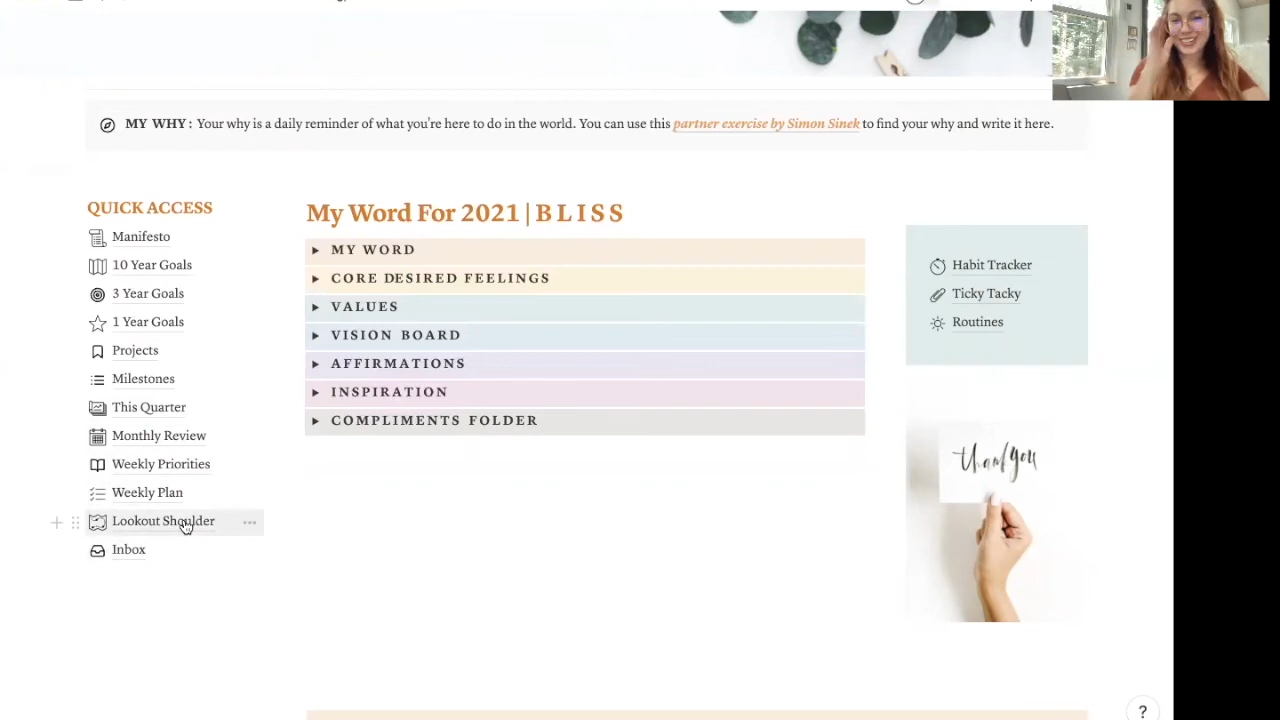 MY WHY : Your why is a daily reminder of what you're here to do in the world. You can use this partner exercise by Simon Sinek to find your why and write it here.
QUICK ACCESS
Manifesto
10 Year Goals
3 Year Goals
1 Year Goals
Projects
Milestones
This Quarter
Monthly Review
Weekly Priorities
Weekly Plan
Lookout Shoulder
Inbox
My Word For 2021 | B L I S S
MY WORD
CORE DESIRED FEELINGS
VALUES
VISION BOARD
AFFIRMATIONS
INSPIRATION
COMPLIMENTS FOLDER
Habit Tracker
Ticky Tacky
Routines
thank you
?